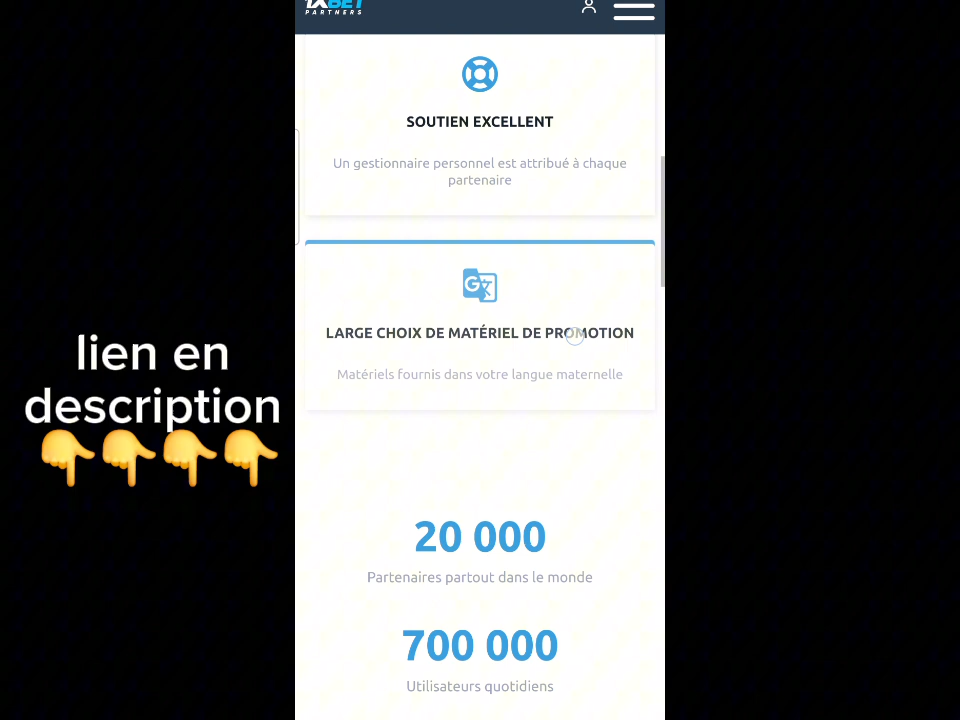 1XBET
PARTNERS
SOUTIEN EXCELLENT
Un gestionnaire personnel est attribué à chaque
partenaire
LARGE CHOIX DE MATÉRIEL DE PROMOTION
Matériels fournis dans votre langue maternelle
lien en
description
20 000
Partenaires partout dans le monde
700 000
Utilisateurs quotidiens